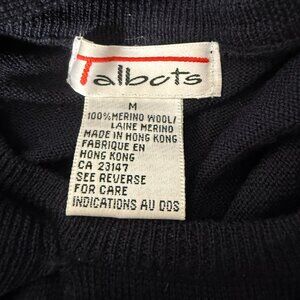 Talbots
M
100% MERINO WOOL/
LAINE MERINO
MADE IN HONG KONG
FABRIQUE EN
HONG KONG
CA 23147
SEE REVERSE
FOR CARE
INDICATIONS AU DOS